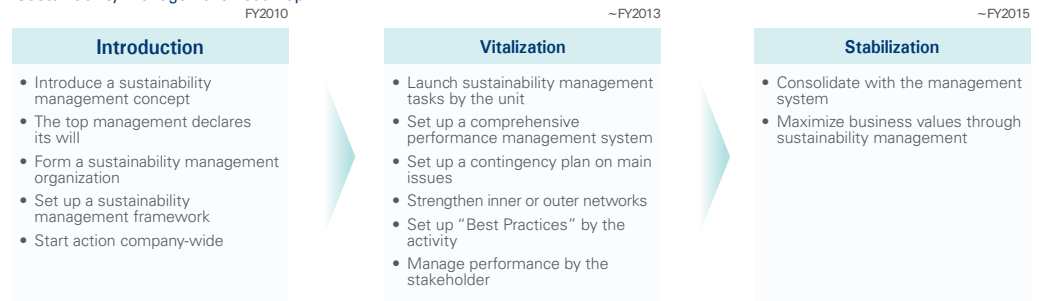 FY2010
~FY2013
~FY2015
Introduction
• Introduce a sustainability
management concept
• The top management declares
its will
• Form a sustainability management
organization
• Set up a sustainability
management framework
• Start action company-wide
Vitalization
• Launch sustainability management
tasks by the unit
• Set up a comprehensive
performance management system
• Set up a contingency plan on main
issues
• Strengthen inner or outer networks
• Set up “Best Practices” by the
activity
• Manage performance by the
stakeholder
Stabilization
• Consolidate with the management
system
• Maximize business values through
sustainability management